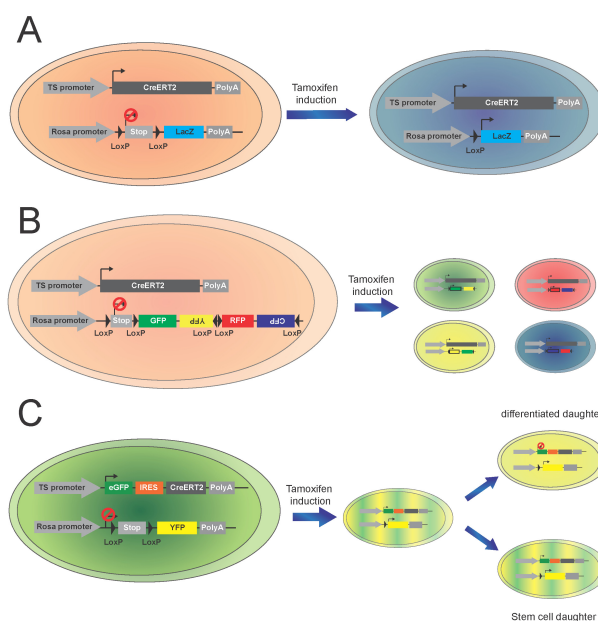 A
TS promoter
CreERT2
PolyA
Rosa promoter
Stop
LacZ
PolyA
LoxP
LoxP
Tamoxifen
induction
TS promoter
CreERT2
PolyA
Rosa promoter
LacZ
PolyA
LoxP
B
TS promoter
CreERT2
PolyA
Rosa promoter
Stop
GFP
YFP
RFP
CFP
LoxP
LoxP
LoxP
LoxP
Tamoxifen
induction
C
TS promoter
eGFP
IRES
CreERT2
PolyA
Rosa promoter
Stop
YFP
PolyA
LoxP
LoxP
Tamoxifen
induction
differentiated daughte
Stem cell daughter